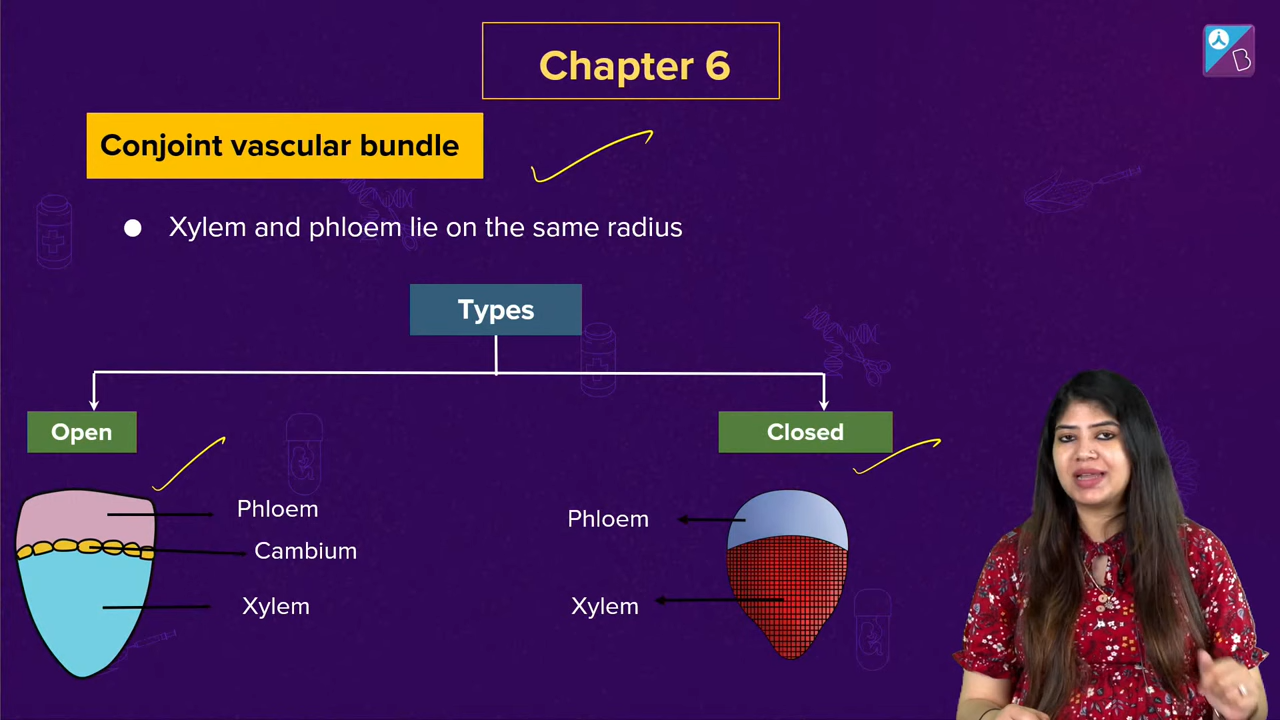 Chapter 6
Conjoint vascular bundle
Xylem and phloem lie on the same radius
Types
Open
Closed
Phloem
Cambium
Xylem
Phloem
Xylem
B